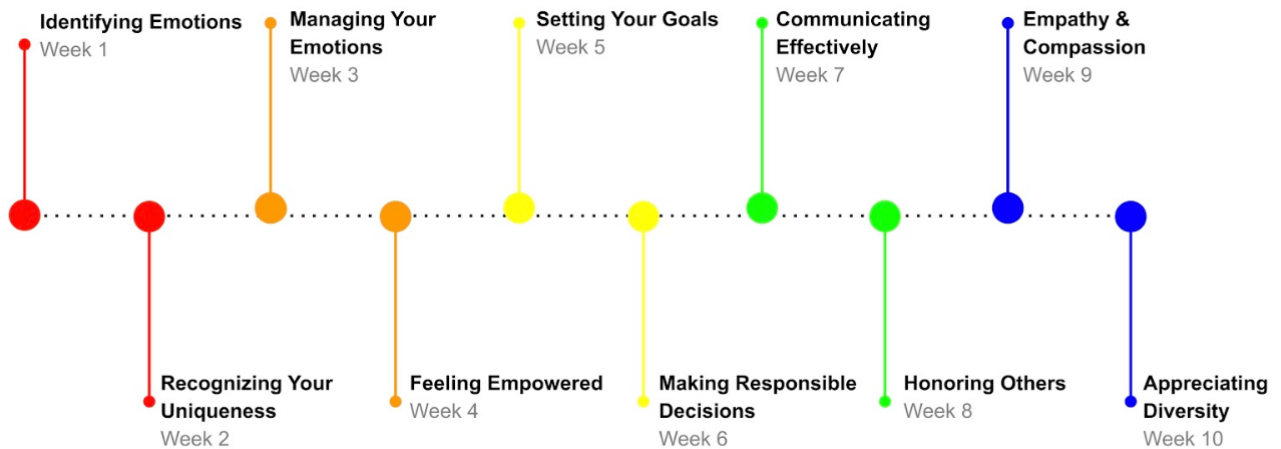 Identifying Emotions
Week 1
Recognizing Your
Uniqueness
Week 2
Managing Your
Emotions
Week 3
Feeling Empowered
Week 4
Setting Your Goals
Week 5
Making Responsible
Decisions
Week 6
Communicating
Effectively
Week 7
Honoring Others
Week 8
Empathy &
Compassion
Week 9
Appreciating
Diversity
Week 10